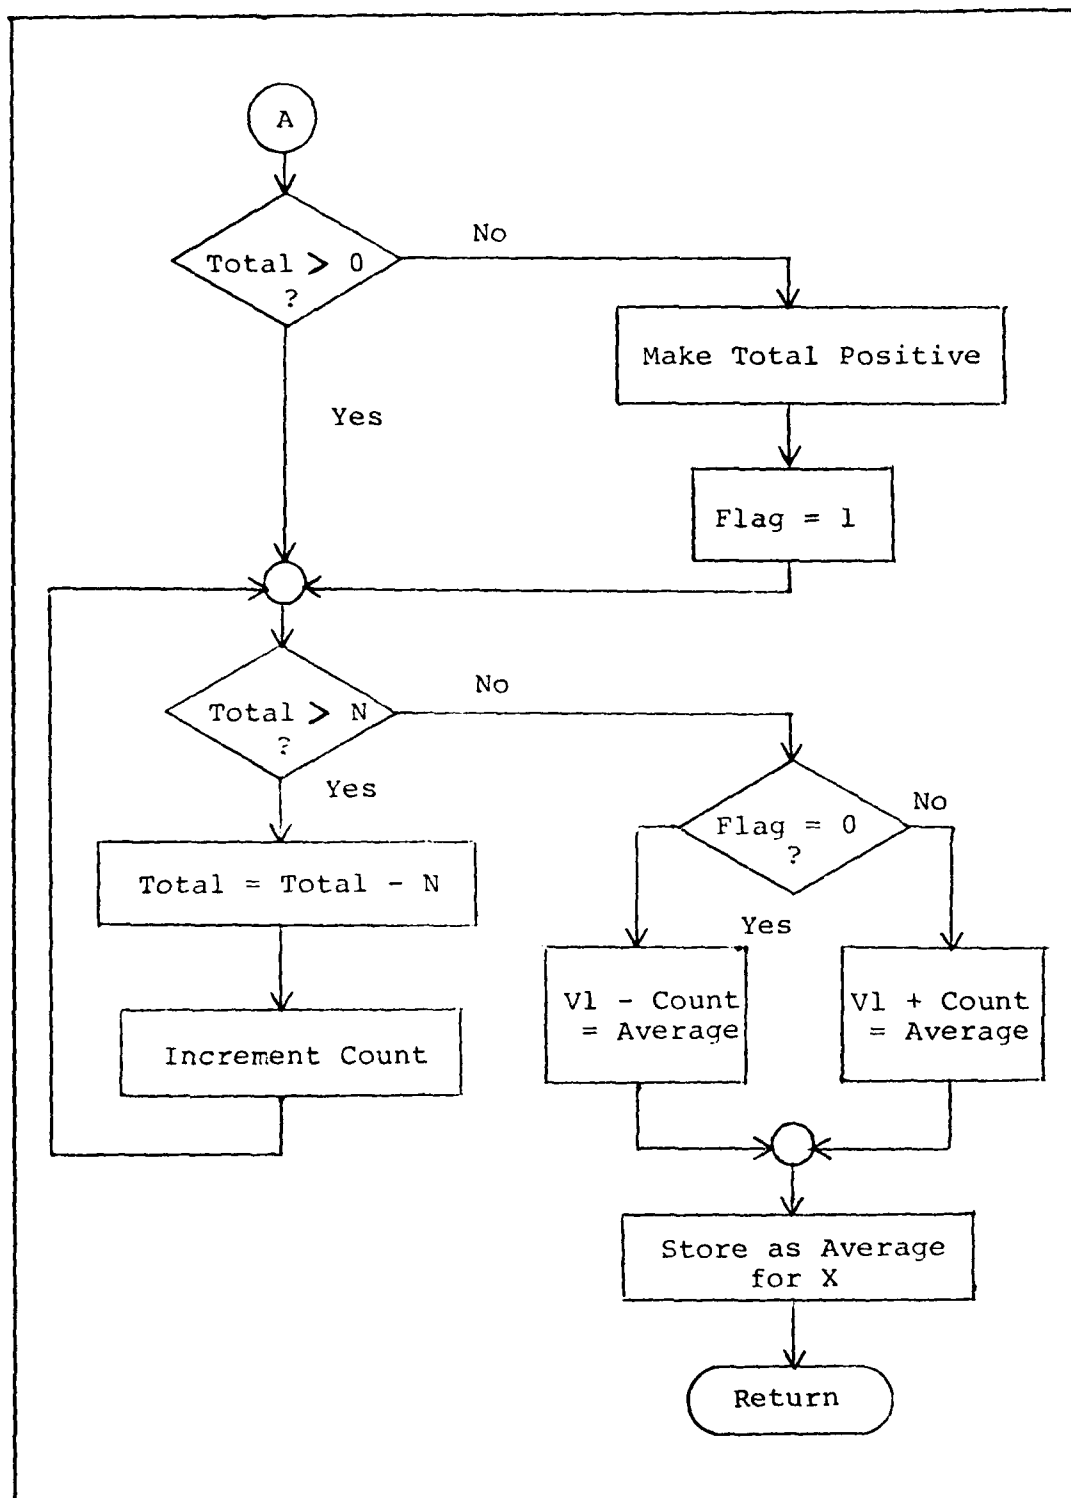 A
Total > 0
?
No
Make Total Positive
Yes
Flag = 1
Total > N
?
No
Yes
Flag = 0
?
No
Total = Total - N
Yes
V1 - Count
= Average
V1 + Count
= Average
Increment Count
Store as Average
for X
Return